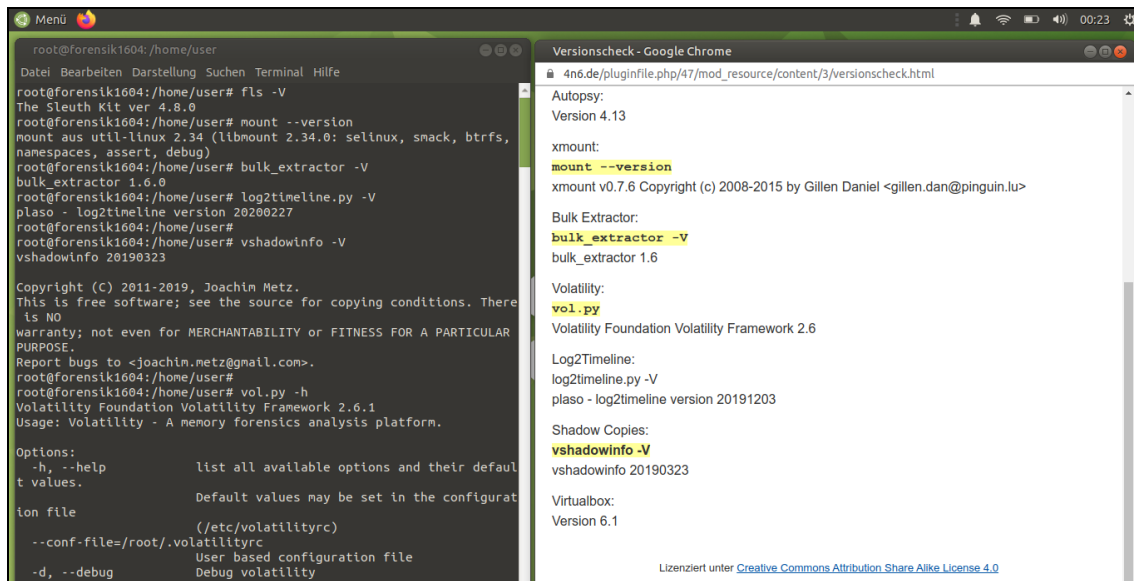 Menü
00:23
root@forensik1604: /home/user
Datei Bearbeiten Darstellung Suchen Terminal Hilfe
root@forensik1604:/home/user# fls -V
The Sleuth Kit ver 4.8.0
root@forensik1604:/home/user# mount --version
mount aus util-linux 2.34 (libmount 2.34.0: selinux, smack, btrfs,
namespaces, assert, debug)
root@forensik1604:/home/user# bulk_extractor -V
bulk_extractor 1.6.0
root@forensik1604:/home/user# log2timeline.py -V
plaso - log2timeline version 20200227
root@forensik1604:/home/user#
root@forensik1604:/home/user# vshadowinfo -V
vshadowinfo 20190323
Copyright (C) 2011-2019, Joachim Metz.
This is free software; see the source for copying conditions. There
is NO
warranty; not even for MERCHANTABILITY or FITNESS FOR A PARTICULAR
PURPOSE.
Report bugs to <joachim.metz@gmail.com>.
root@forensik1604:/home/user#
root@forensik1604:/home/user# vol.py -h
Volatility Foundation Volatility Framework 2.6.1
Usage: Volatility - A memory forensics analysis platform.
Options:
-h, --help list all available options and their defaul
t values.
Default values may be set in the configurat
ion file
(/etc/volatilityrc)
--conf-file=/root/.volatilityrc
User based configuration file
-d, --debug Debug volatility
Versionscheck - Google Chrome
4n6.de/pluginfile.php/47/mod_resource/content/3/versionscheck.html
Autopsy:
Version 4.13
xmount:
mount --version
xmount v0.7.6 Copyright (c) 2008-2015 by Gillen Daniel <gillen.dan@pinguin.lu>
Bulk Extractor:
bulk_extractor -V
bulk_extractor 1.6
Volatility:
vol.py
Volatility Foundation Volatility Framework 2.6
Log2Timeline:
log2timeline.py -V
plaso - log2timeline version 20191203
Shadow Copies:
vshadowinfo -V
vshadowinfo 20190323
Virtualbox:
Version 6.1
Lizenziert unter Creative Commons Attribution Share Alike License 4.0